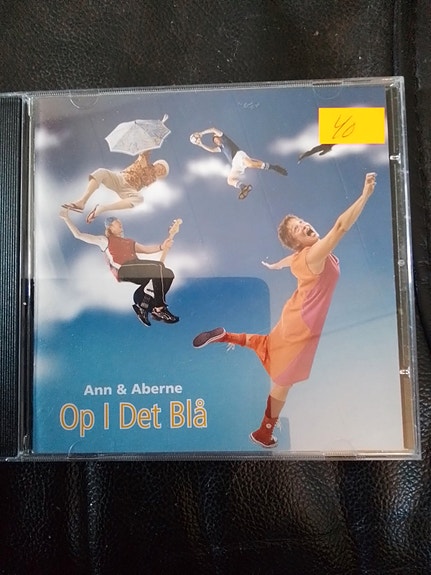 40
Ann & Aberne
Op I Det Blå